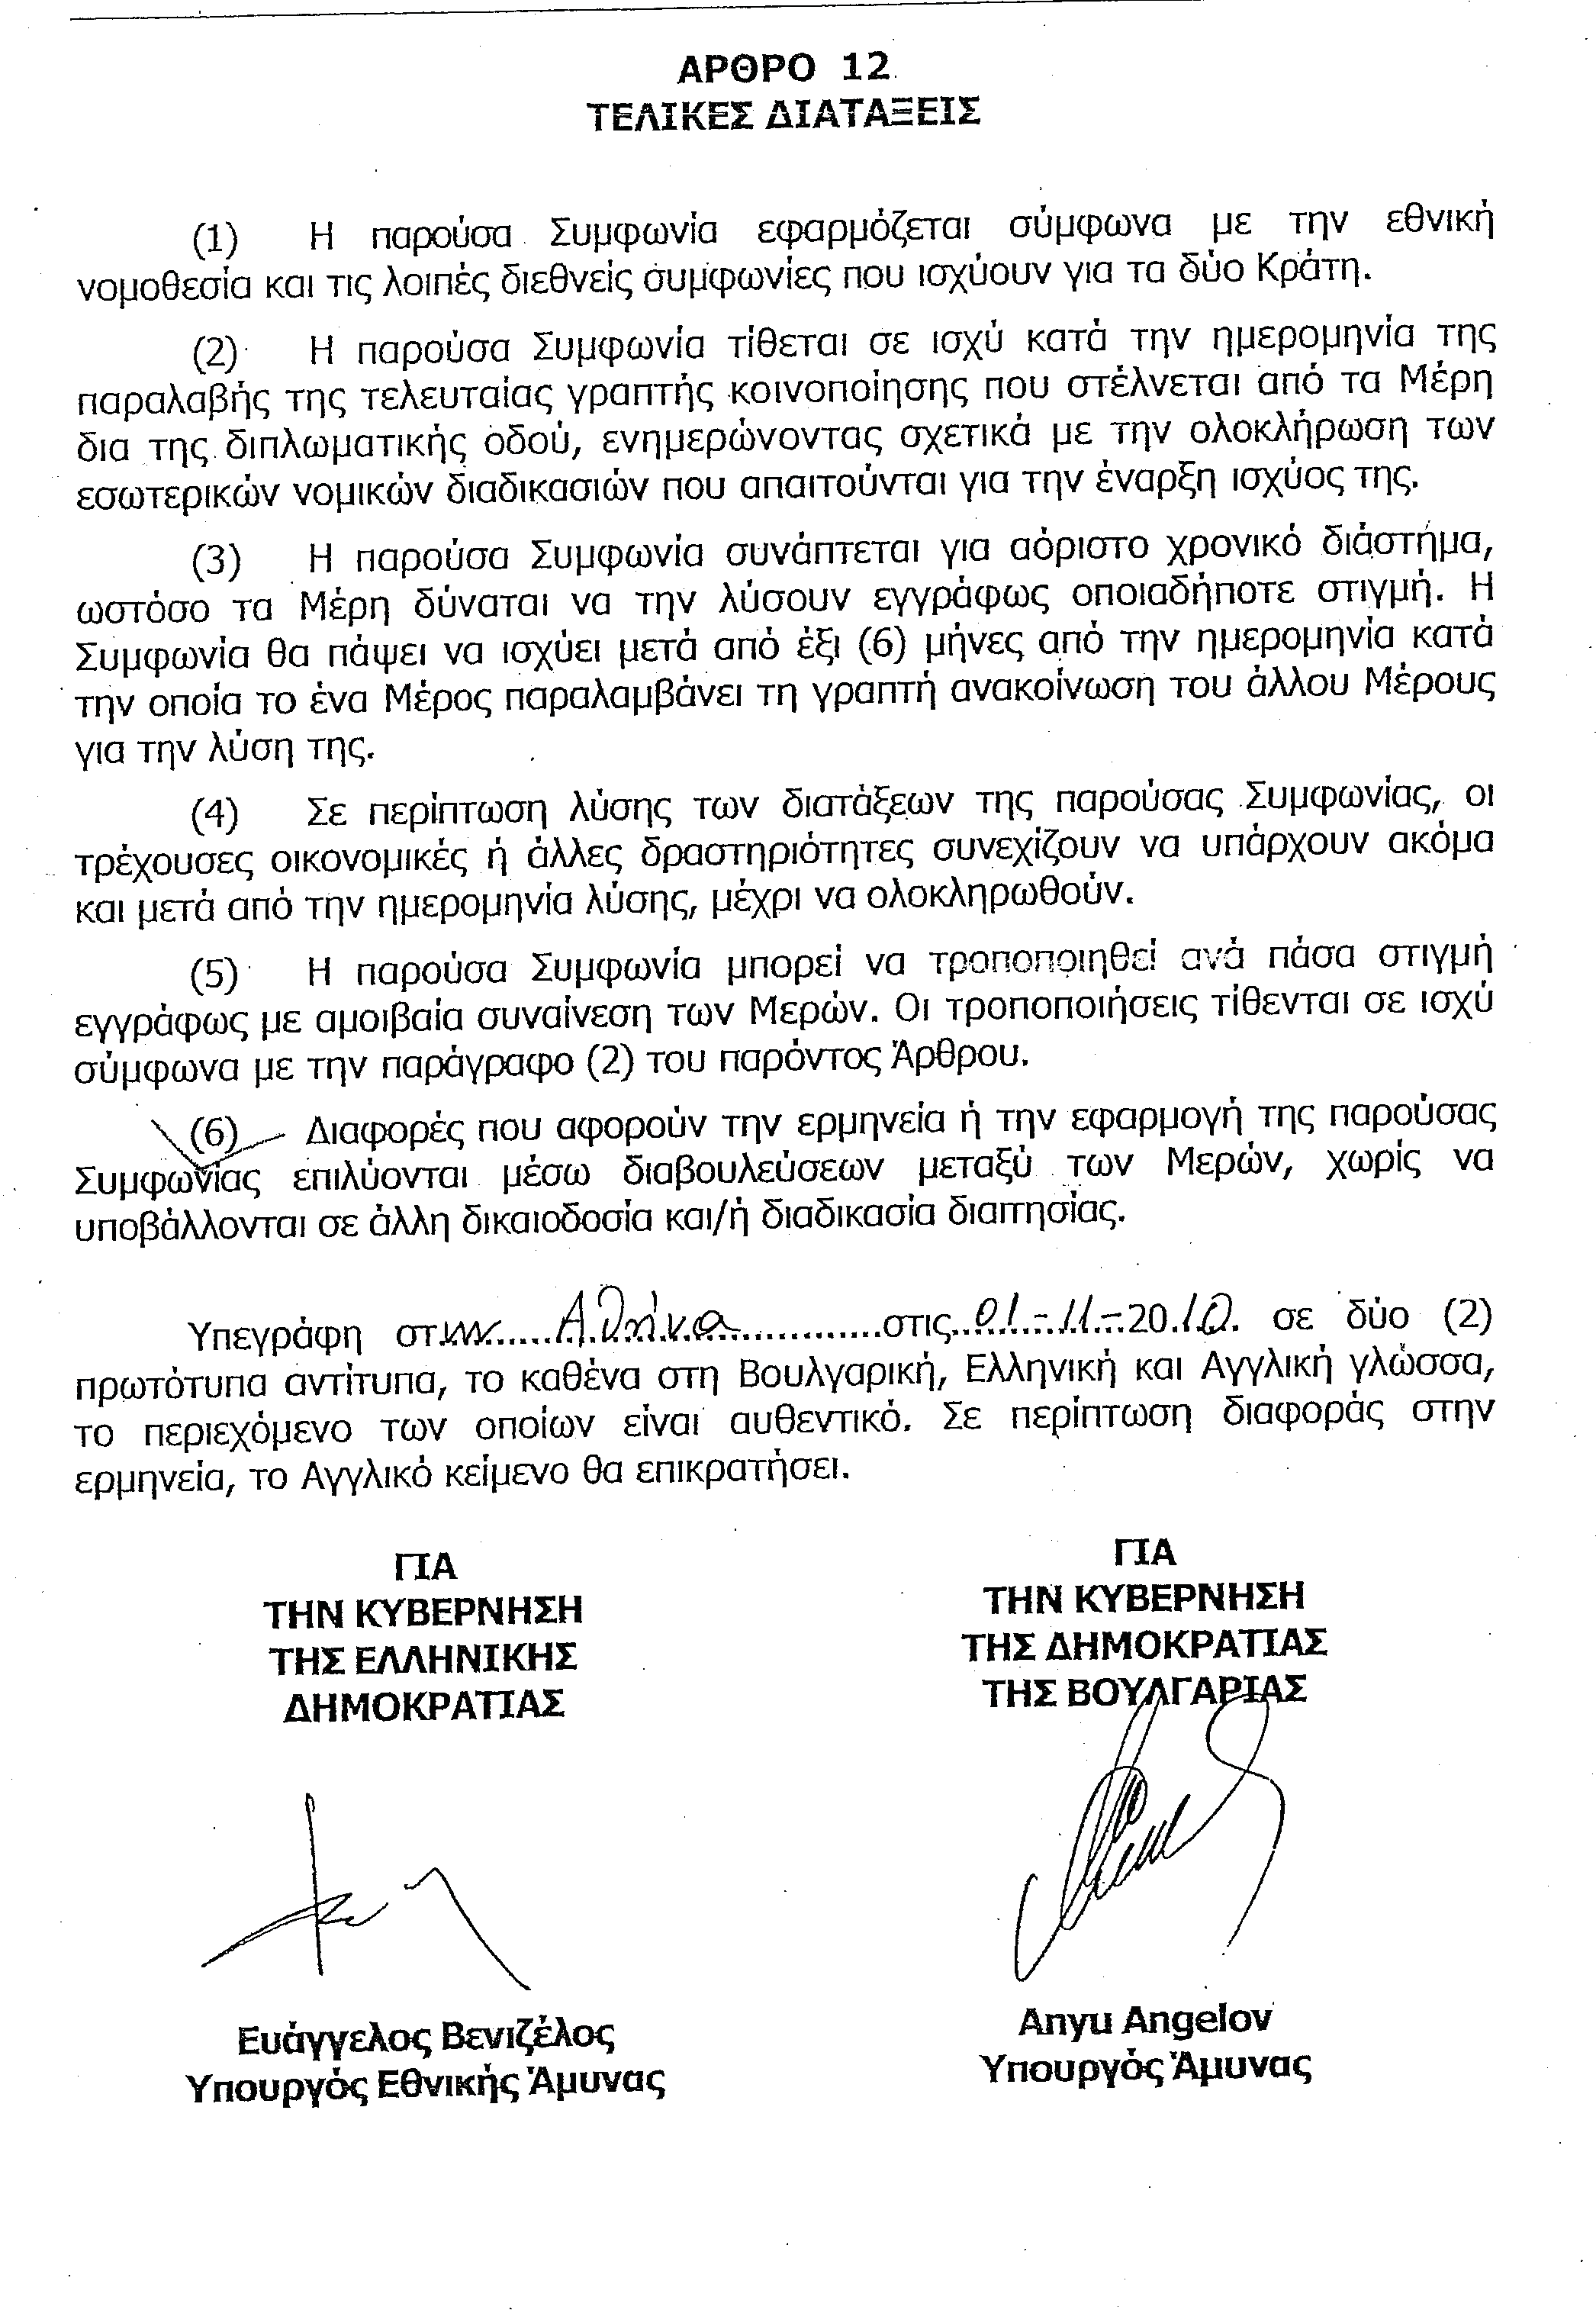 ΑΡΘΡΟ 12
ΤΕΛΙΚΕΣ ΔΙΑΤΑΞΕΙΣ
(1) Η παρούσα Συμφωνία εφαρμόζεται σύμφωνα με την εθνική
νομοθεσία και τις λοιπές διεθνείς συμφωνίες που ισχύουν για τα δύο Κράτη.
(2) Η παρούσα Συμφωνία τίθεται σε ισχύ κατά την ημερομηνία της
παραλαβής της τελευταίας γραπτής κοινοποίησης που στέλνεται από τα Μέρη
δια της διπλωματικής οδού, ενημερώνοντας σχετικά με την ολοκλήρωση των
εσωτερικών νομικών διαδικασιών που απαιτούνται για την έναρξη ισχύος της.
(3) Η παρούσα Συμφωνία συνάπτεται για αόριστο χρονικό διάστημα,
ωστόσο τα Μέρη δύναται να την λύσουν εγγράφως οποιαδήποτε στιγμή. Η
Συμφωνία θα πάψει να ισχύει μετά από έξι (6) μήνες από την ημερομηνία κατά
την οποία το ένα Μέρος παραλαμβάνει τη γραπτή ανακοίνωση του άλλου Μέρους
για την λύση της.
(4) Σε περίπτωση λύσης των διατάξεων της παρούσας Συμφωνίας, οι
τρέχουσες οικονομικές ή άλλες δραστηριότητες συνεχίζουν να υπάρχουν ακόμα
και μετά από την ημερομηνία λύσης, μέχρι να ολοκληρωθούν.
(5) Η παρούσα Συμφωνία μπορεί να τροποποιηθεί ανά πάσα στιγμή
εγγράφως με αμοιβαία συναίνεση των Μερών. Οι τροποποιήσεις τίθενται σε ισχύ
σύμφωνα με την παράγραφο (2) του παρόντος Άρθρου.
(6) Διαφορές που αφορούν την ερμηνεία ή την εφαρμογή της παρούσας
Συμφωνίας επιλύονται μέσω διαβουλεύσεων μεταξύ των Μερών, χωρίς να
υποβάλλονται σε άλλη δικαιοδοσία και/ή διαδικασία διαιτησίας.
Υπεγράφη στην.....Αθήνα.............στις..01.-11.-2010. σε δύο (2)
πρωτότυπα αντίτυπα, το καθένα στη Βουλγαρική, Ελληνική και Αγγλική γλώσσα,
το περιεχόμενο των οποίων είναι αυθεντικό. Σε περίπτωση διαφοράς στην
ερμηνεία, το Αγγλικό κείμενο θα επικρατήσει.
ΓΙΑ
ΤΗΝ ΚΥΒΕΡΝΗΣΗ
ΤΗΣ ΕΛΛΗΝΙΚΗΣ
ΔΗΜΟΚΡΑΤΙΑΣ
Ευάγγελος Βενιζέλος
Υπουργός Εθνικής Άμυνας
ΓΙΑ
ΤΗΝ ΚΥΒΕΡΝΗΣΗ
ΤΗΣ ΔΗΜΟΚΡΑΤΙΑΣ
ΤΗΣ ΒΟΥΛΓΑΡΙΑΣ
Anyu Angelov
Υπουργός Άμυνας